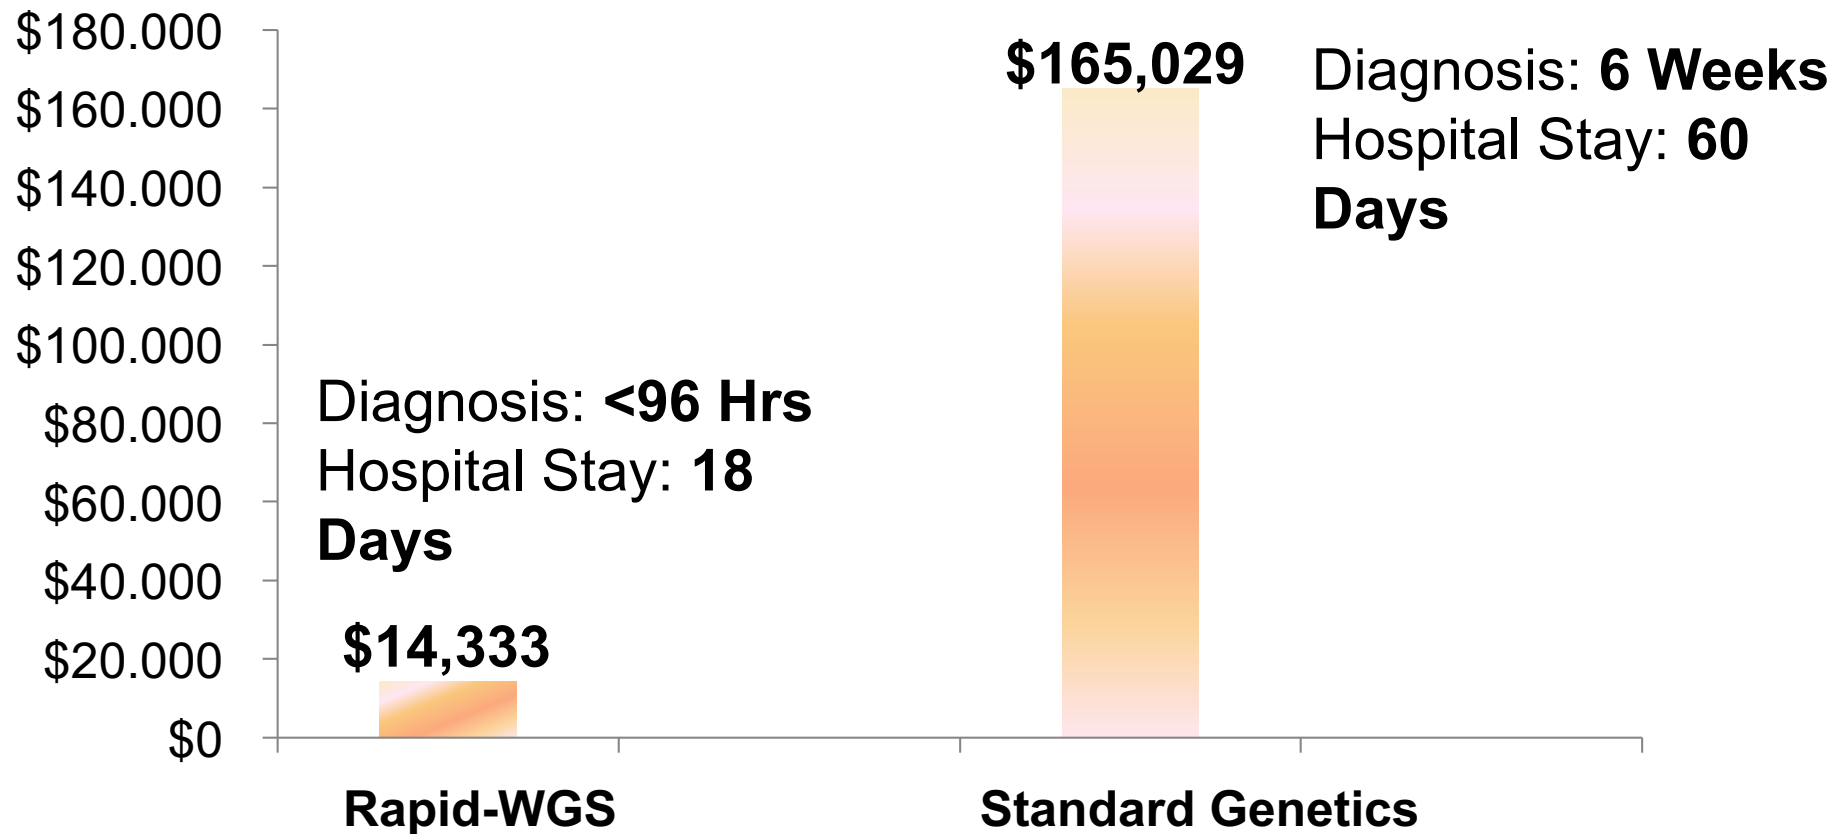 $180.000
$160.000
$140.000
$120.000
$100.000
$80.000
$60.000
$40.000
$20.000
$0
$165,029
Diagnosis: 6 Weeks
Hospital Stay: 60
Days
Diagnosis: <96 Hrs
Hospital Stay: 18
Days
$14,333
Rapid-WGS
Standard Genetics